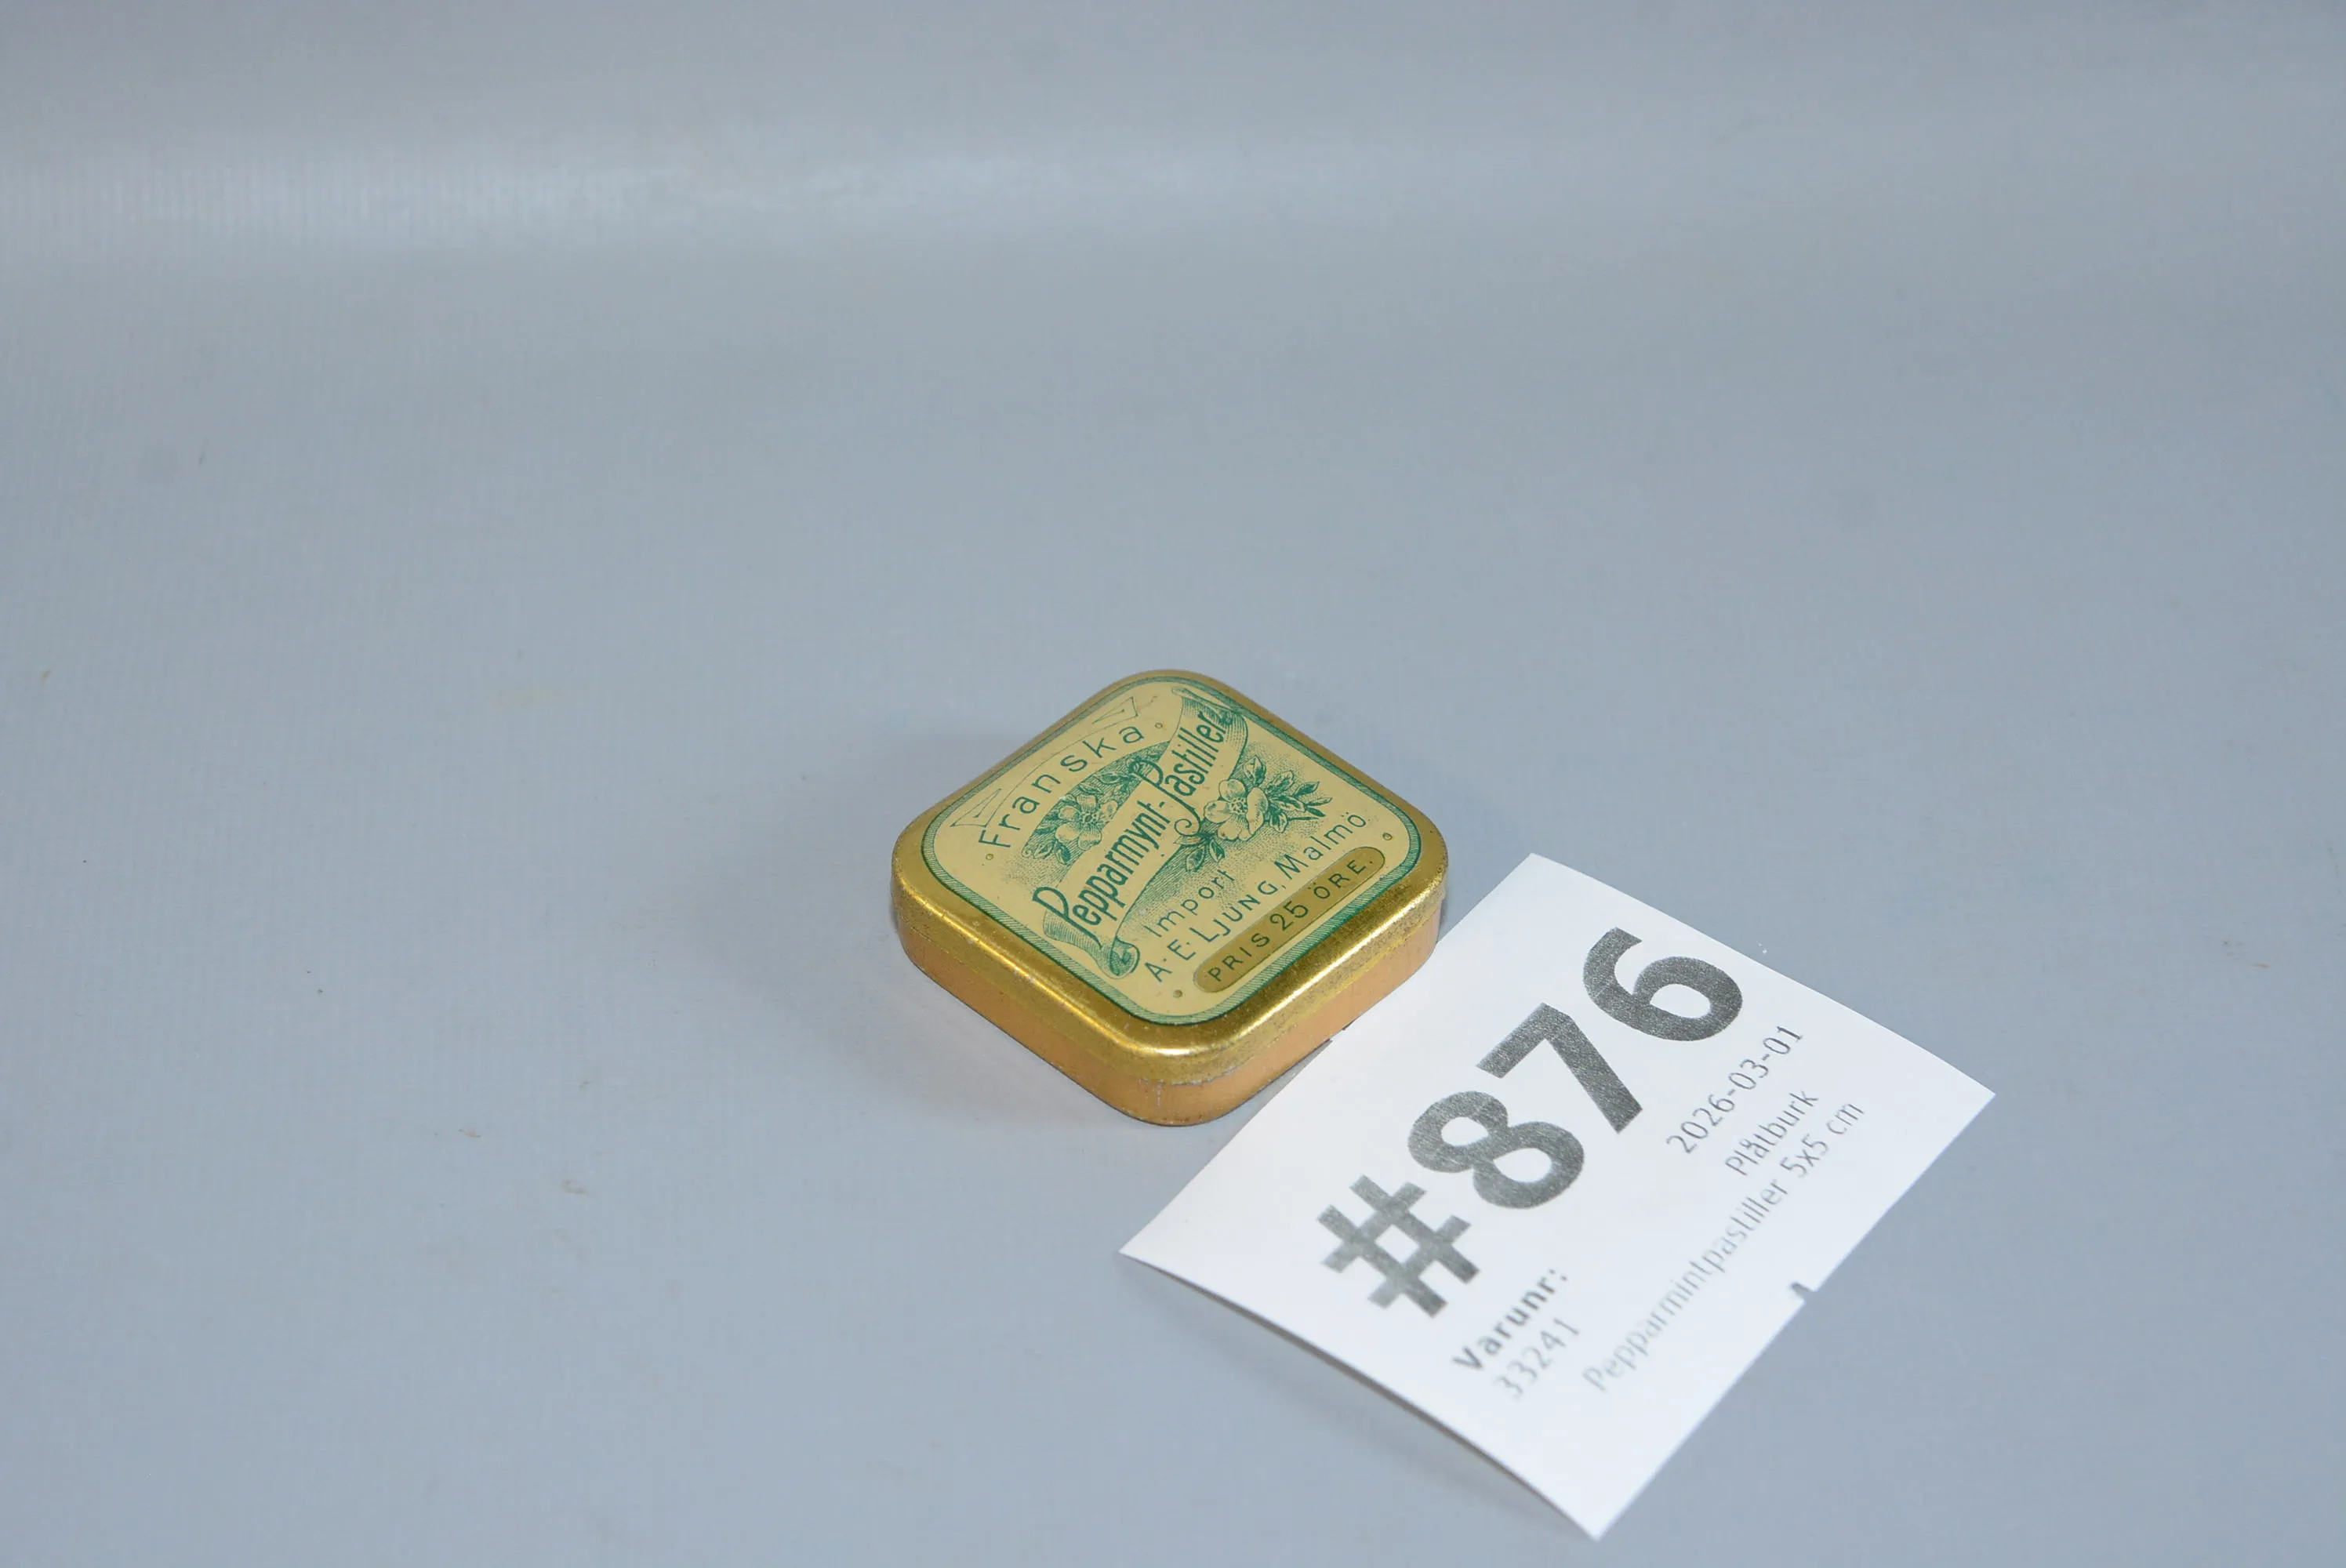 Franska
Pepparmynt-Pastiller
Import
A·E·LJUNG, Malmö
PRIS 25 ÖRE.
#876
2026-03-01
Varunr:
33241
Plåtburk
Pepparmintpastiller 5x5 cm